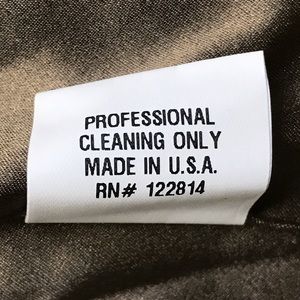 PROFESSIONAL
CLEANING ONLY
MADE IN U.S.A.
RN# 122814